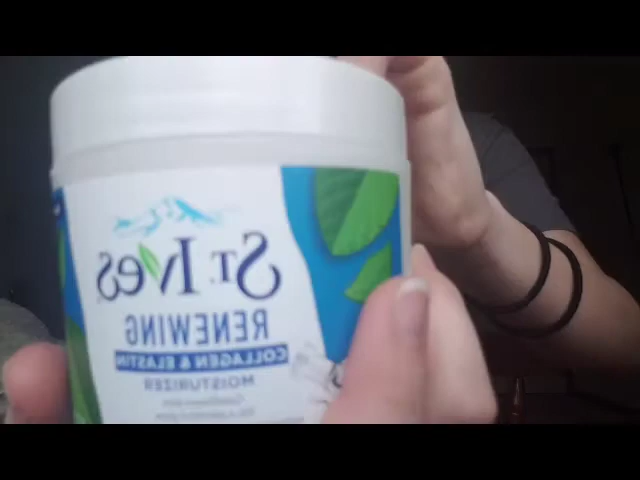 ST. IVES
RENEWING
COLLAGEN & ELASTIN
MOISTURIZER